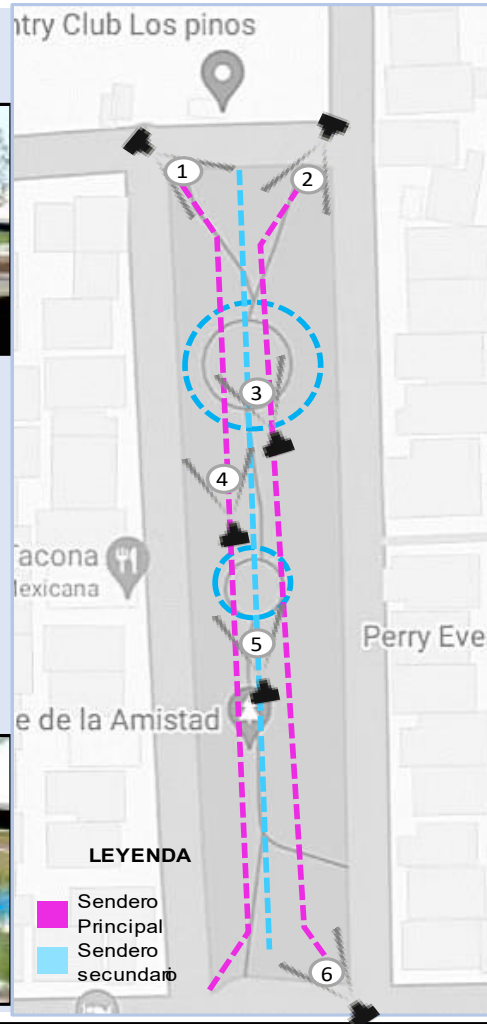 ntry Club Los pinos
1
2
3
4
Tacona
Mexicana
5
Perry Eve
e de la Amistad
LEYENDA
Sendero
Principal
Sendero
secundario
6